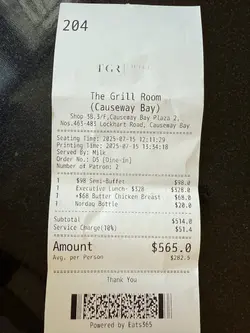 204
TGR
The Grill Room
(Causeway Bay)
Shop 3B,3/F,Causeway Bay Plaza 2,
Nos.463-483 Lockhart Road, Causeway Bay
Seating Time: 2025-07-15 12:11:29
Printing Time: 2025-07-15 13:34:18
Served By: Milk
Order No.: D5 [Dine-in]
Number of Patron: 2
1 $98 Semi-Buffet $98.0
1 Executive Lunch- $328 $328.0
1 +$68 Butter Chicken Breast $68.0
1 Norday Bottle $20.0
Subtotal $514.0
Service Charge(10%) $51.4
Amount $565.0
Avg. per Person $282.5
Thank You
Powered by Eats365